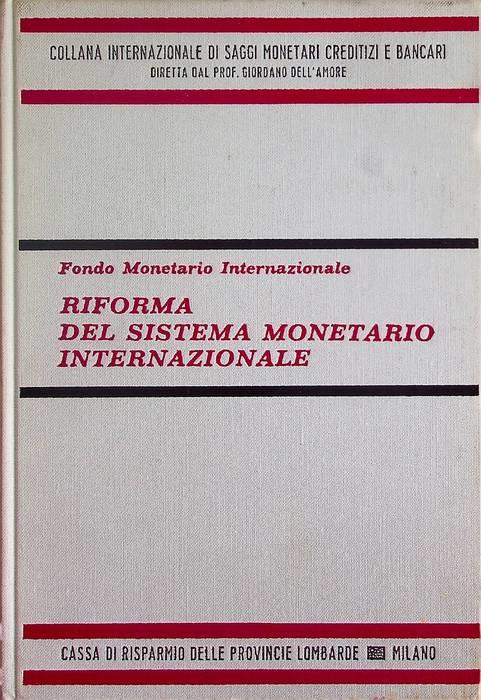 COLLANA INTERNAZIONALE DI SAGGI MONETARI CREDITIZI E BANCARI
DIRETTA DAL PROF. GIORDANO DELL'AMORE
Fondo Monetario Internazionale
RIFORMA
DEL SISTEMA MONETARIO
INTERNAZIONALE
CASSA DI RISPARMIO DELLE PROVINCIE LOMBARDE MILANO